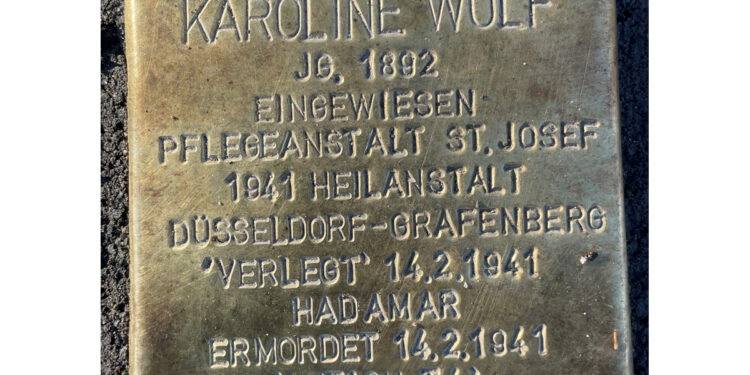 KAROLINE WOLF
JG. 1892
EINGEWIESEN
PFLEGEANSTALT ST. JOSEF
1941 HEILANSTALT
DÜSSELDORF-GRAFENBERG
'VERLEGT' 14.2.1941
HADAMAR
ERMORDET 14.2.1941